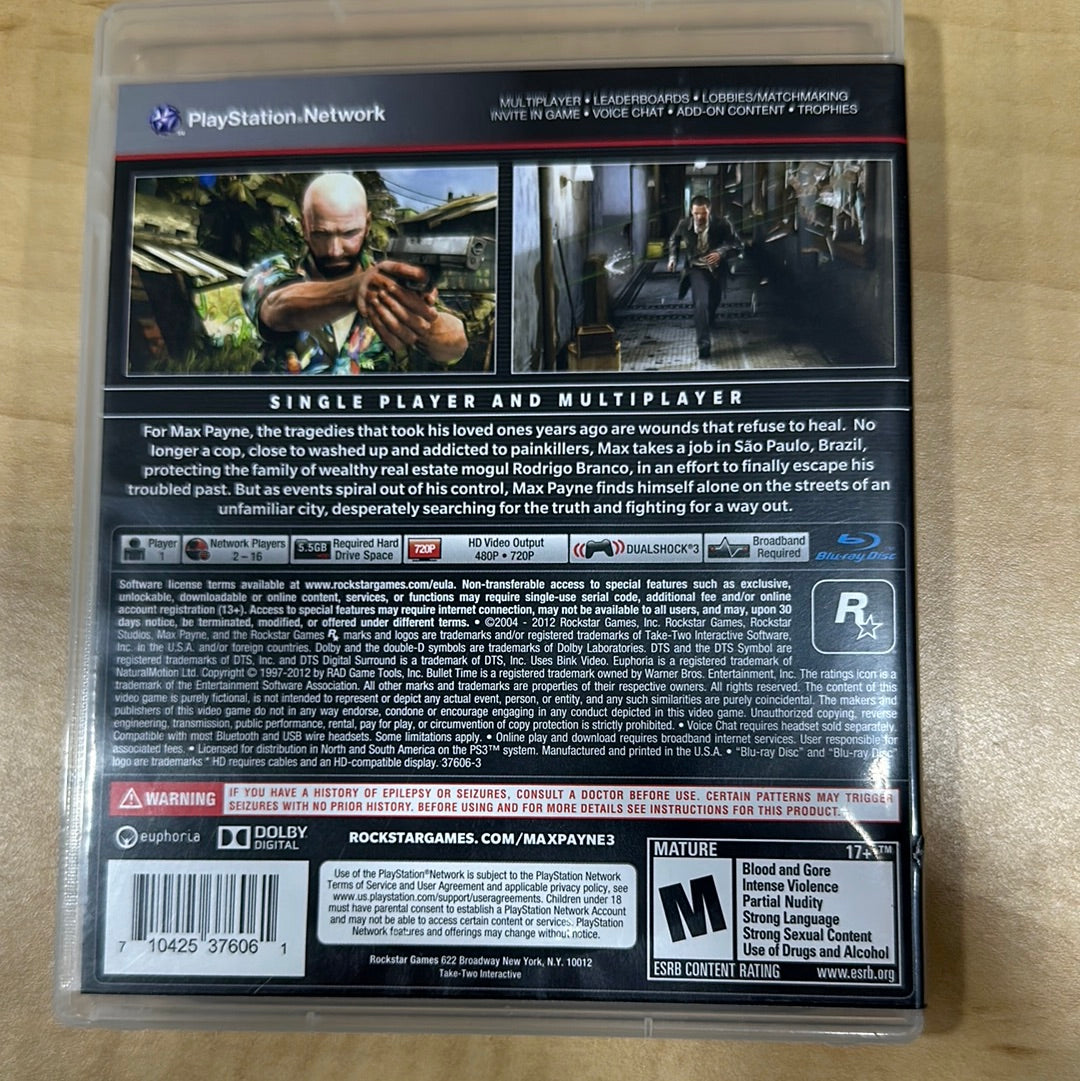 PlayStation®Network
MULTIPLAYER • LEADERBOARDS • LOBBIES/MATCHMAKING
INVITE IN GAME • VOICE CHAT • ADD-ON CONTENT • TROPHIES
SINGLE PLAYER AND MULTIPLAYER
For Max Payne, the tragedies that took his loved ones years ago are wounds that refuse to heal. No
longer a cop, close to washed up and addicted to painkillers, Max takes a job in São Paulo, Brazil,
protecting the family of wealthy real estate mogul Rodrigo Branco, in an effort to finally escape his
troubled past. But as events spiral out of his control, Max Payne finds himself alone on the streets of an
unfamiliar city, desperately searching for the truth and fighting for a way out.
Player
1
Network Players
2–16
5.5GB
Required Hard
Drive Space
720P
HD Video Output
480P • 720P
DUALSHOCK®3
Broadband
Required
Blu-ray Disc
Software license terms available at www.rockstargames.com/eula. Non-transferable access to special features such as exclusive,
unlockable, downloadable or online content, services, or functions may require single-use serial code, additional fee and/or online
account registration (13+). Access to special features may require internet connection, may not be available to all users, and may, upon 30
days notice, be terminated, modified, or offered under different terms. • ©2004 - 2012 Rockstar Games, Inc. Rockstar Games, Rockstar
Studios, Max Payne, and the Rockstar Games R★ marks and logos are trademarks and/or registered trademarks of Take-Two Interactive Software,
Inc. in the U.S.A. and/or foreign countries. Dolby and the double-D symbols are trademarks of Dolby Laboratories. DTS and the DTS Symbol are
registered trademarks of DTS, Inc. and DTS Digital Surround is a trademark of DTS, Inc. Uses Bink Video. Euphoria is a registered trademark of
NaturalMotion Ltd. Copyright © 1997-2012 by RAD Game Tools, Inc. Bullet Time is a registered trademark owned by Warner Bros. Entertainment, Inc. The ratings icon is a
trademark of the Entertainment Software Association. All other marks and trademarks are properties of their respective owners. All rights reserved. The content of this
video game is purely fictional, is not intended to represent or depict any actual event, person, or entity, and any such similarities are purely coincidental. The makers and
publishers of this video game do not in any way endorse, condone or encourage engaging in any conduct depicted in this video game. Unauthorized copying, reverse
engineering, transmission, public performance, rental, pay for play, or circumvention of copy protection is strictly prohibited. • Voice Chat requires headset sold separately.
Compatible with most Bluetooth and USB wire headsets. Some limitations apply. • Online play and download requires broadband internet services. User responsible for
associated fees. • Licensed for distribution in North and South America on the PS3™ system. Manufactured and printed in the U.S.A. • "Blu-ray Disc" and "Blu-ray Disc"
logo are trademarks * HD requires cables and an HD-compatible display. 37606-3
R★
WARNING
IF YOU HAVE A HISTORY OF EPILEPSY OR SEIZURES, CONSULT A DOCTOR BEFORE USE. CERTAIN PATTERNS MAY TRIGGER
SEIZURES WITH NO PRIOR HISTORY. BEFORE USING AND FOR MORE DETAILS SEE INSTRUCTIONS FOR THIS PRODUCT.
euphoria
DOLBY
DIGITAL
ROCKSTARGAMES.COM/MAXPAYNE3
7 10425 37606 1
Use of the PlayStation®Network is subject to the PlayStation Network
Terms of Service and User Agreement and applicable privacy policy, see
www.us.playstation.com/support/useragreements. Children under 18
must have parental consent to establish a PlayStation Network Account
and may not be able to access certain content or services. PlayStation
Network features and offerings may change without notice.
Rockstar Games 622 Broadway New York, N.Y. 10012
Take-Two Interactive
MATURE 17+™
M
Blood and Gore
Intense Violence
Partial Nudity
Strong Language
Strong Sexual Content
Use of Drugs and Alcohol
ESRB CONTENT RATING www.esrb.org